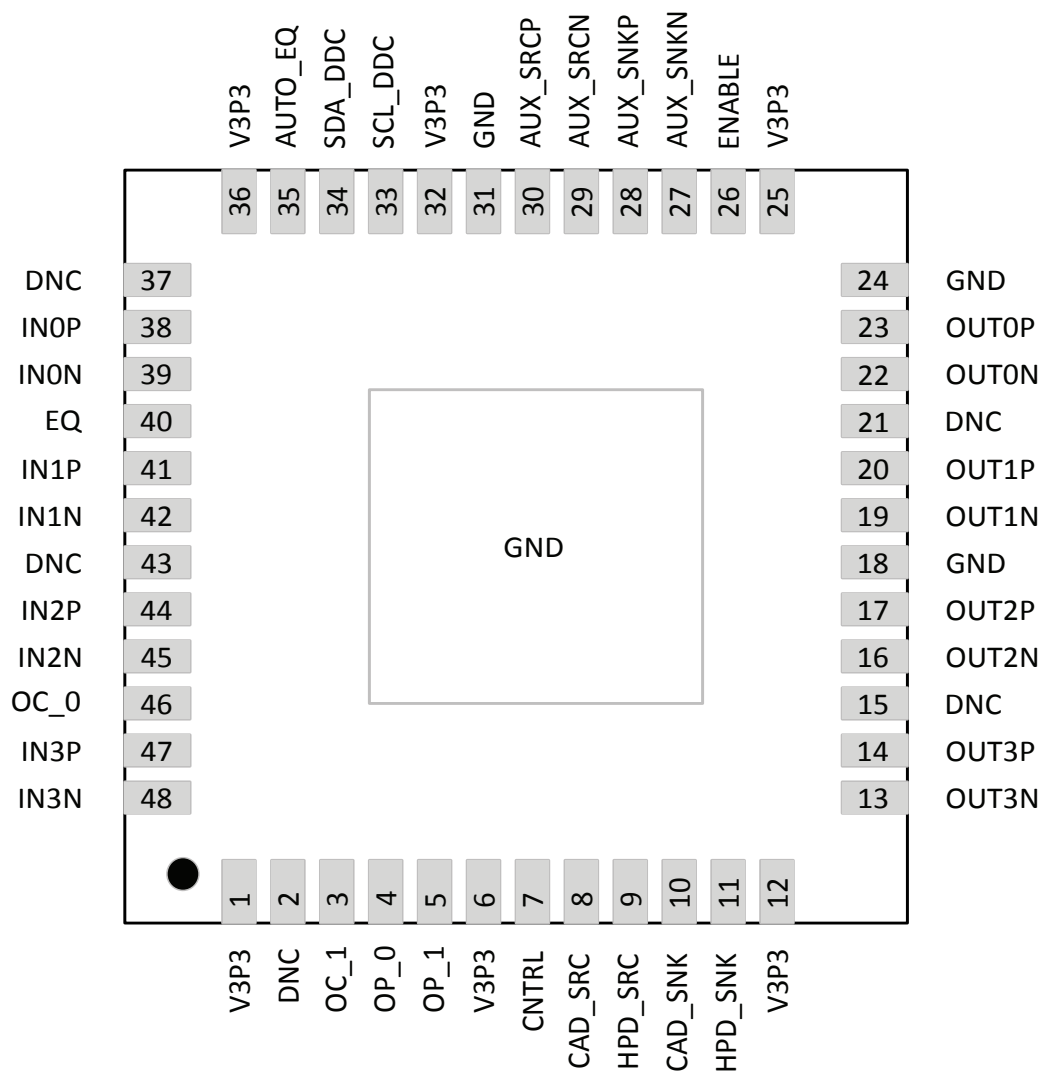 V3P3
AUTO_EQ
SDA_DDC
SCL_DDC
V3P3
GND
AUX_SRCP
AUX_SRCN
AUX_SNKP
AUX_SNKN
ENABLE
V3P3
36
35
34
33
32
31
30
29
28
27
26
25
DNC 37
IN0P 38
IN0N 39
EQ 40
IN1P 41
IN1N 42
DNC 43
IN2P 44
IN2N 45
OC_0 46
IN3P 47
IN3N 48
GND
24 GND
23 OUT0P
22 OUT0N
21 DNC
20 OUT1P
19 OUT1N
18 GND
17 OUT2P
16 OUT2N
15 DNC
14 OUT3P
13 OUT3N
1
2
3
4
5
6
7
8
9
10
11
12
V3P3
DNC
OC_1
OP_0
OP_1
V3P3
CNTRL
CAD_SRC
HPD_SRC
CAD_SNK
HPD_SNK
V3P3